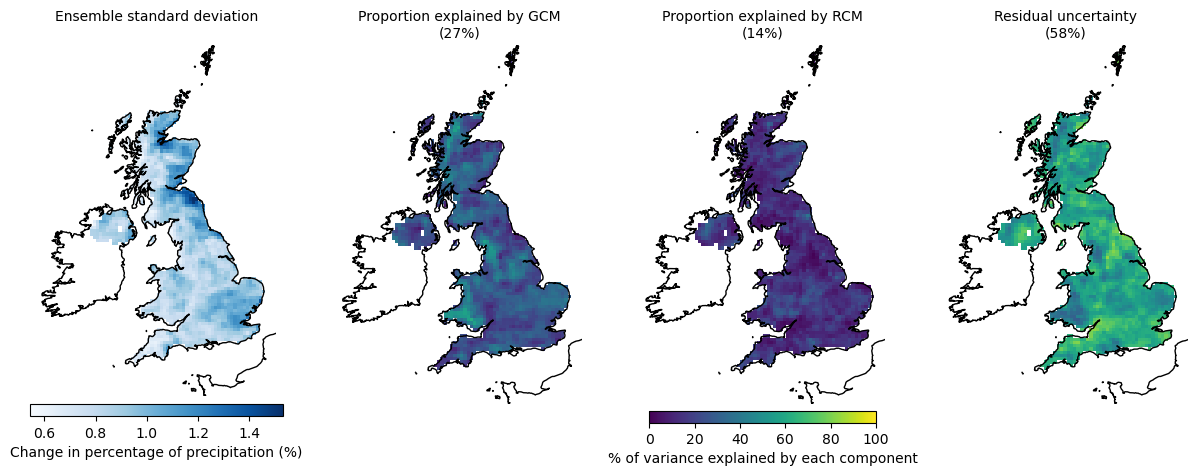 Ensemble standard deviation
Proportion explained by GCM
(27%)
Proportion explained by RCM
(14%)
Residual uncertainty
(58%)
0.6 0.8 1.0 1.2 1.4
Change in percentage of precipitation (%)
0 20 40 60 80 100
% of variance explained by each component